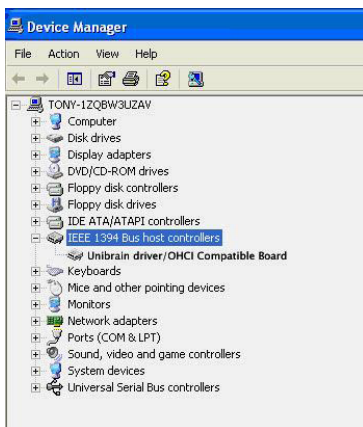 Device Manager
File Action View Help
TONY-1ZQBW3UZAV
Computer
Disk drives
Display adapters
DVD/CD-ROM drives
Floppy disk controllers
Floppy disk drives
IDE ATA/ATAPI controllers
IEEE 1394 Bus host controllers
Unibrain driver/OHCI Compatible Board
Keyboards
Mice and other pointing devices
Monitors
Network adapters
Ports (COM & LPT)
Sound, video and game controllers
System devices
Universal Serial Bus controllers